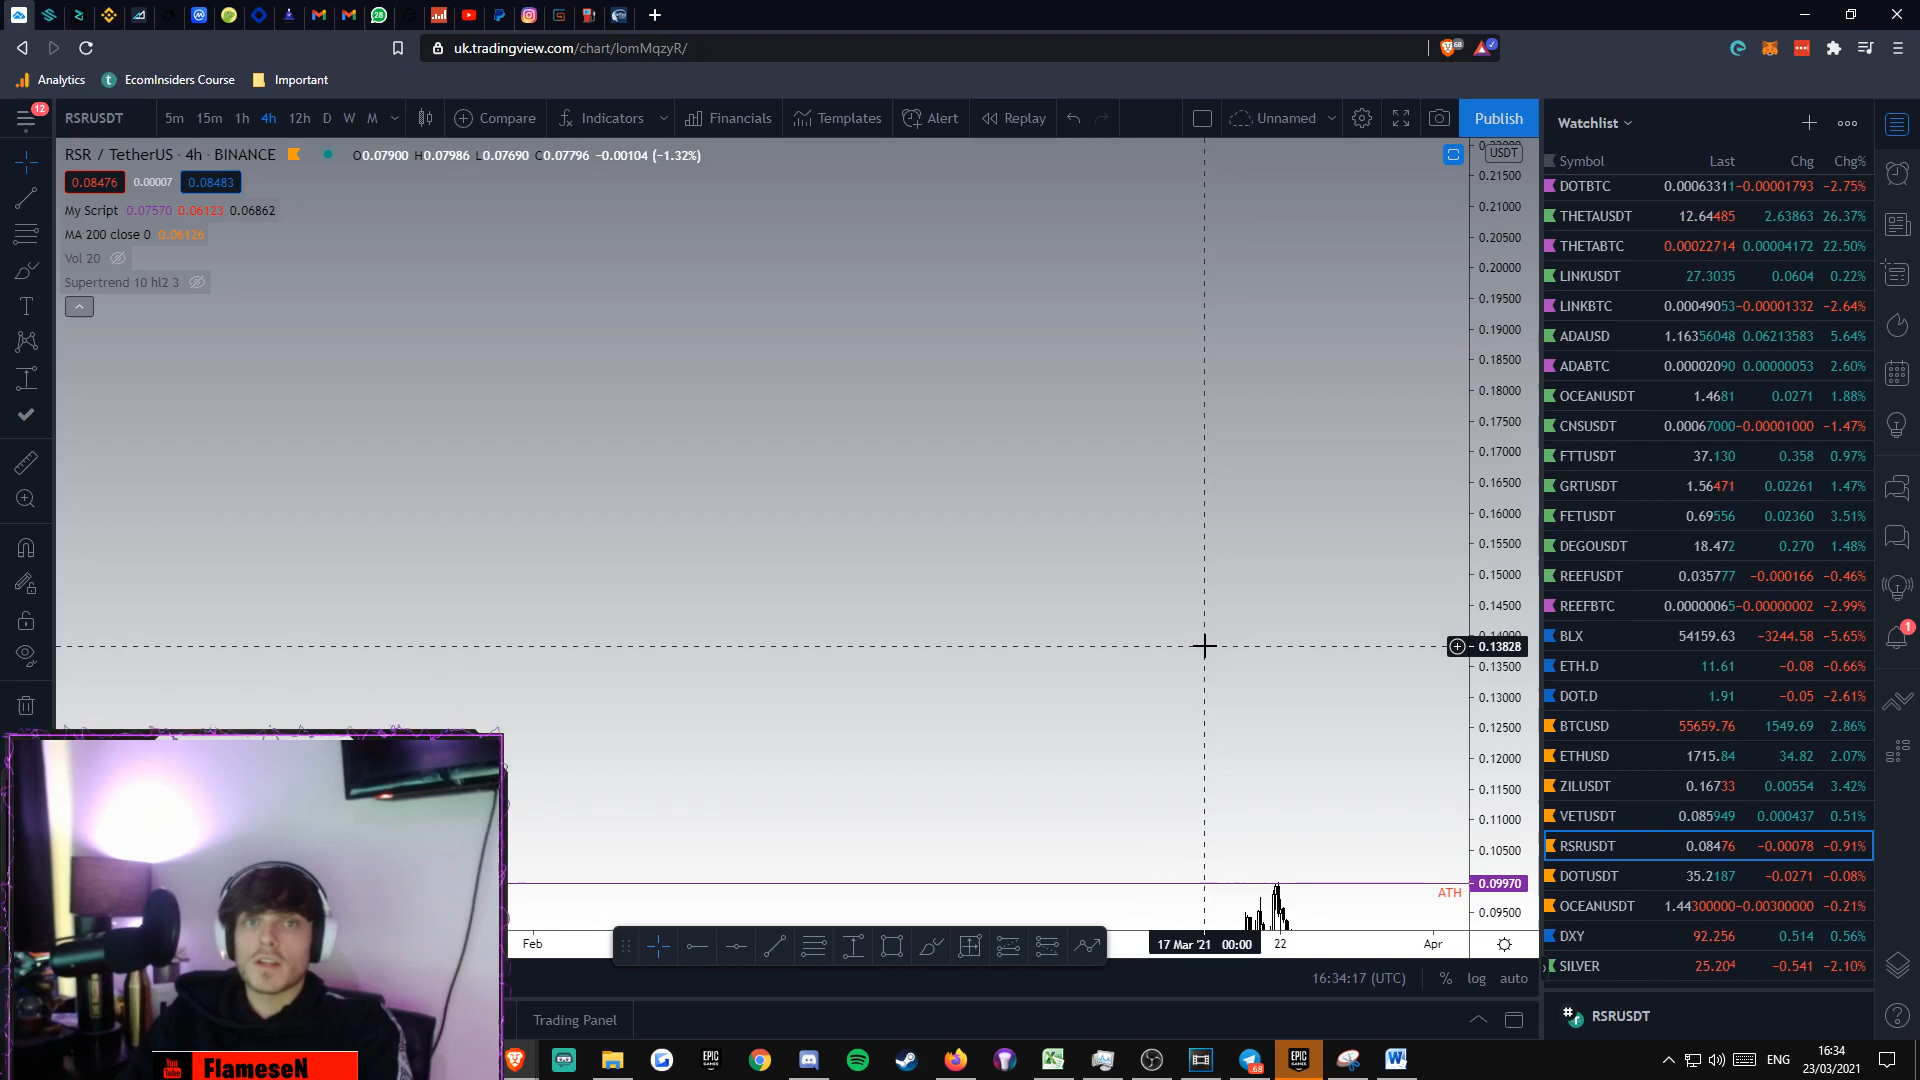 28
uk.tradingview.com/chart/IomMqzyR/
68
Analytics EcomInsiders Course Important
12
RSRUSDT 5m 15m 1h 4h 12h D W M Compare Indicators Financials Templates Alert Replay Unnamed Publish
RSR / TetherUS · 4h · BINANCE O0.07900 H0.07986 L0.07690 C0.07796 −0.00104 (−1.32%)
0.08476 0.00007 0.08483
My Script 0.07570 0.06123 0.06862
MA 200 close 0 0.06126
Vol 20
Supertrend 10 hl2 3
USDT
0.21500
0.21000
0.20500
0.20000
0.19500
0.19000
0.18500
0.18000
0.17500
0.17000
0.16500
0.16000
0.15500
0.15000
0.14500
0.13828
0.13500
0.13000
0.12500
0.12000
0.11500
0.11000
0.10500
0.09970
ATH
0.09500
Feb 17 Mar '21 00:00 22 Apr
16:34:17 (UTC) % log auto
Trading Panel
Watchlist
Symbol Last Chg Chg%
DOTBTC 0.0006331 1−0.00001793 −2.75%
THETAUSDT 12.64485 2.63863 26.37%
THETABTC 0.00022714 0.00004172 22.50%
LINKUSDT 27.3035 0.0604 0.22%
LINKBTC 0.00049053−0.00001332 −2.64%
ADAUSD 1.16356048 0.06213583 5.64%
ADABTC 0.00002090 0.00000053 2.60%
OCEANUSDT 1.4681 0.0271 1.88%
CNSUSDT 0.00067000−0.00001000 −1.47%
FTTUSDT 37.130 0.358 0.97%
GRTUSDT 1.56471 0.02261 1.47%
FETUSDT 0.69556 0.02360 3.51%
DEGOUSDT 18.472 0.270 1.48%
REEFUSDT 0.035777 −0.000166 −0.46%
REEFBTC 0.00000065−0.00000002 −2.99%
BLX 54159.63 −3244.58 −5.65%
ETH.D 11.61 −0.08 −0.66%
DOT.D 1.91 −0.05 −2.61%
BTCUSD 55659.76 1549.69 2.86%
ETHUSD 1715.84 34.82 2.07%
ZILUSDT 0.16733 0.00554 3.42%
VETUSDT 0.085949 0.000437 0.51%
RSRUSDT 0.08476 −0.00078 −0.91%
DOTUSDT 35.2187 −0.0271 −0.08%
OCEANUSDT 1.44300000−0.00300000 −0.21%
DXY 92.256 0.514 0.56%
SILVER 25.204 −0.541 −2.10%
RSRUSDT
1
You
Tube
FlameseN
EPIC
GAMES
68
EPIC
GAMES
ENG
16:34
23/03/2021